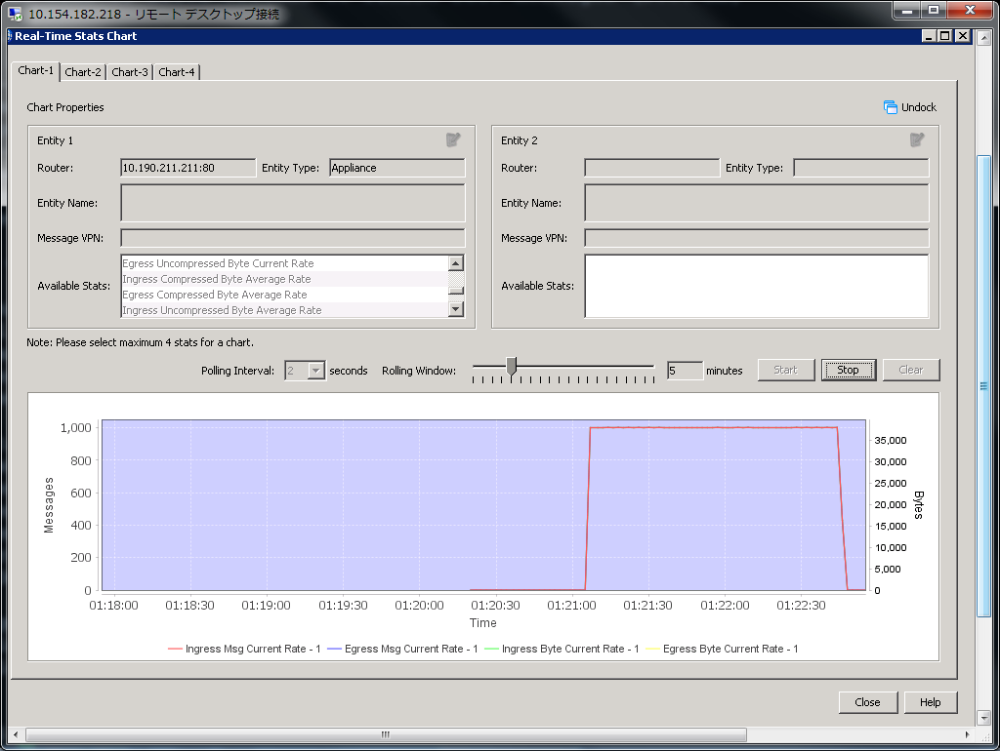 10.154.182.218 - リモート デスクトップ接続
Real-Time Stats Chart
Chart-1 Chart-2 Chart-3 Chart-4
Chart Properties
Undock
Entity 1
Router: 10.190.211.211:80 Entity Type: Appliance
Entity Name:
Message VPN:
Available Stats:
Egress Uncompressed Byte Current Rate
Ingress Compressed Byte Average Rate
Egress Compressed Byte Average Rate
Ingress Uncompressed Byte Average Rate
Entity 2
Router: Entity Type:
Entity Name:
Message VPN:
Available Stats:
Note: Please select maximum 4 stats for a chart.
Polling Interval: 2 seconds Rolling Window: 5 minutes Start Stop Clear
Messages
1,000
800
600
400
200
0
35,000
30,000
25,000
20,000
15,000
10,000
5,000
0
Bytes
01:18:00 01:18:30 01:19:00 01:19:30 01:20:00 01:20:30 01:21:00 01:21:30 01:22:00 01:22:30
Time
Ingress Msg Current Rate - 1 Egress Msg Current Rate - 1 Ingress Byte Current Rate - 1 Egress Byte Current Rate - 1
Close Help